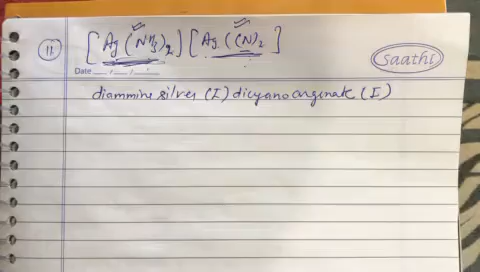 11 [Ag(NH3)2][Ag(CN)2]
Saathi
Date
diammine silver (I) dicyanoargenate (I)